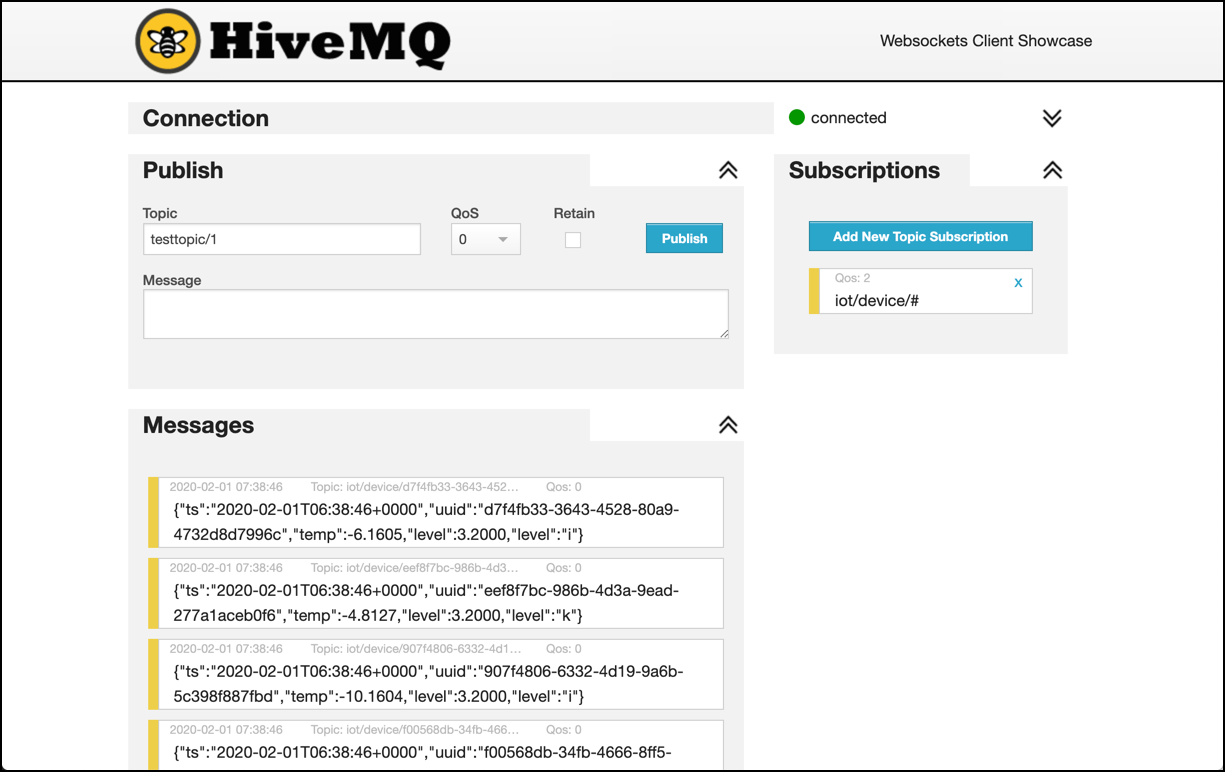 HiveMQ
Websockets Client Showcase
Connection
connected
Publish
Subscriptions
Topic
QoS
Retain
testtopic/1
0
Publish
Add New Topic Subscription
Qos: 2
x
iot/device/#
Message
Messages
2020-02-01 07:38:46 Topic: iot/device/d7f4fb33-3643-452... Qos: 0
{"ts":"2020-02-01T06:38:46+0000","uuid":"d7f4fb33-3643-4528-80a9-
4732d8d7996c","temp":-6.1605,"level":3.2000,"level":"i"}
2020-02-01 07:38:46 Topic: iot/device/eef8f7bc-986b-4d3... Qos: 0
{"ts":"2020-02-01T06:38:46+0000","uuid":"eef8f7bc-986b-4d3a-9ead-
277a1aceb0f6","temp":-4.8127,"level":3.2000,"level":"k"}
2020-02-01 07:38:46 Topic: iot/device/907f4806-6332-4d1... Qos: 0
{"ts":"2020-02-01T06:38:46+0000","uuid":"907f4806-6332-4d19-9a6b-
5c398f887fbd","temp":-10.1604,"level":3.2000,"level":"i"}
2020-02-01 07:38:46 Topic: iot/device/f00568db-34fb-466... Qos: 0
{"ts":"2020-02-01T06:38:46+0000","uuid":"f00568db-34fb-4666-8ff5-